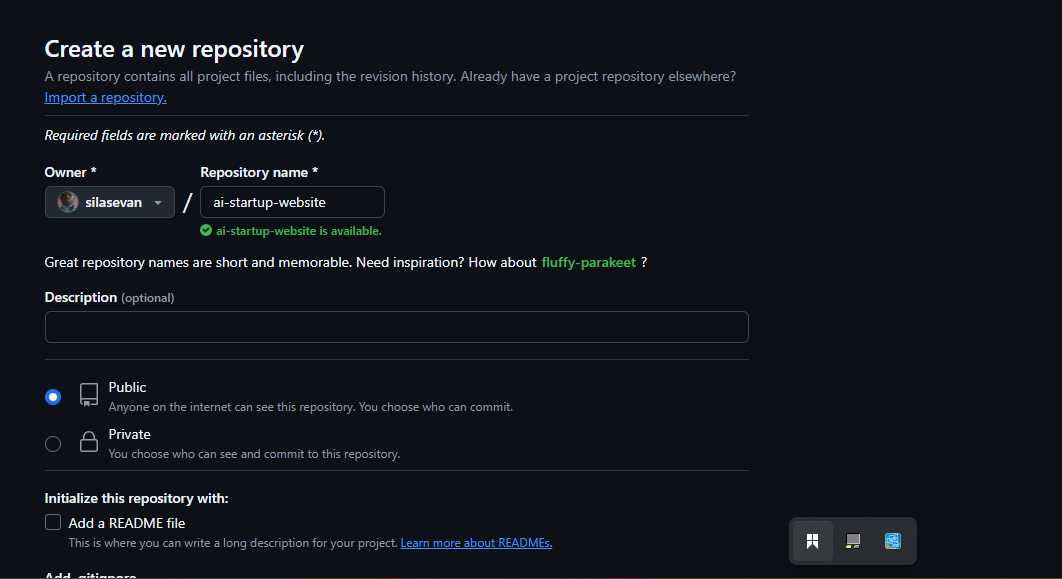 Create a new repository
A repository contains all project files, including the revision history. Already have a project repository elsewhere?
Import a repository.
Required fields are marked with an asterisk (*).
Owner * Repository name *
silasevan / ai-startup-website
ai-startup-website is available.
Great repository names are short and memorable. Need inspiration? How about fluffy-parakeet ?
Description (optional)
Public
Anyone on the internet can see this repository. You choose who can commit.
Private
You choose who can see and commit to this repository.
Initialize this repository with:
Add a README file
This is where you can write a long description for your project. Learn more about READMEs.
Add .gitignore